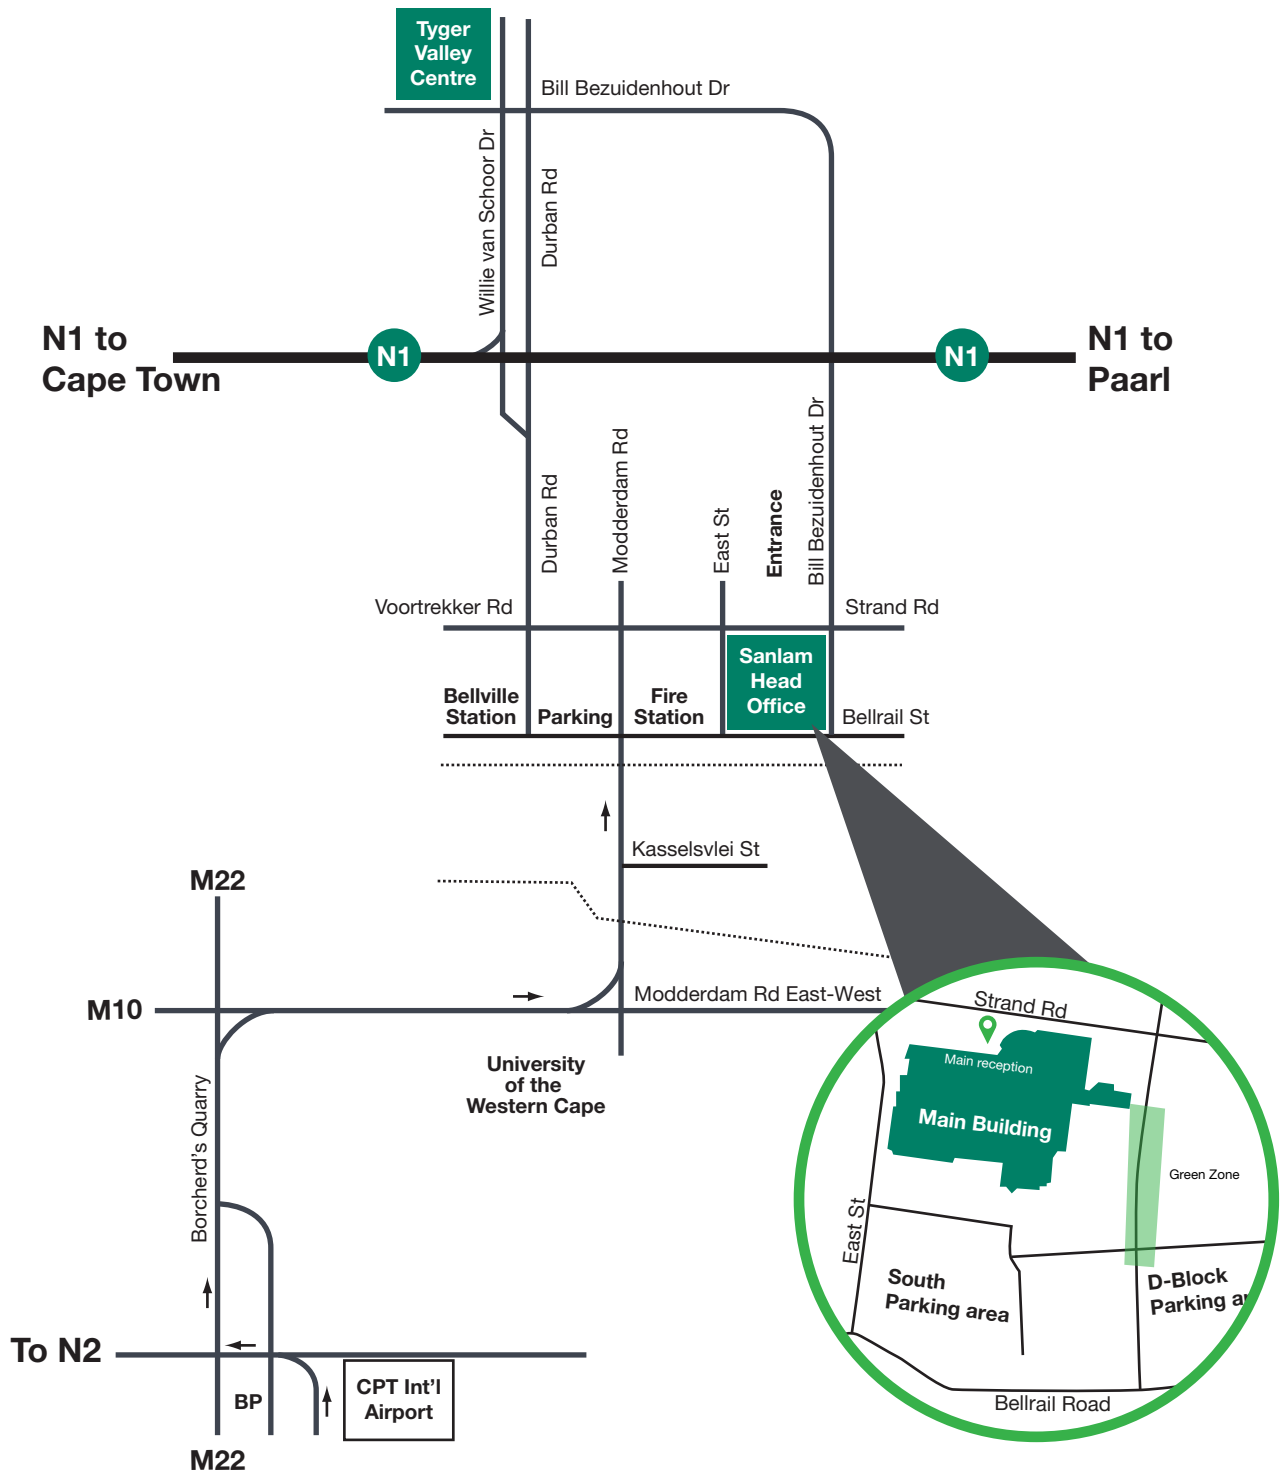 Tyger
Valley
Centre
Bill Bezuidenhout Dr
Willie van Schoor Dr
Durban Rd
N1 to
Cape Town
N1
N1
N1 to
Paarl
Durban Rd
Modderdam Rd
East St
Entrance
Bill Bezuidenhout Dr
Voortrekker Rd
Strand Rd
Sanlam
Head
Office
Bellville
Station
Parking
Fire
Station
Bellrail St
Kasselsvlei St
M22
M10
Modderdam Rd East-West
University
of the
Western Cape
Borcherd's Quarry
To N2
BP
CPT Int'l
Airport
M22
Strand Rd
Main reception
Main Building
Green Zone
East St
South
Parking area
D-Block
Parking
Bellrail Road